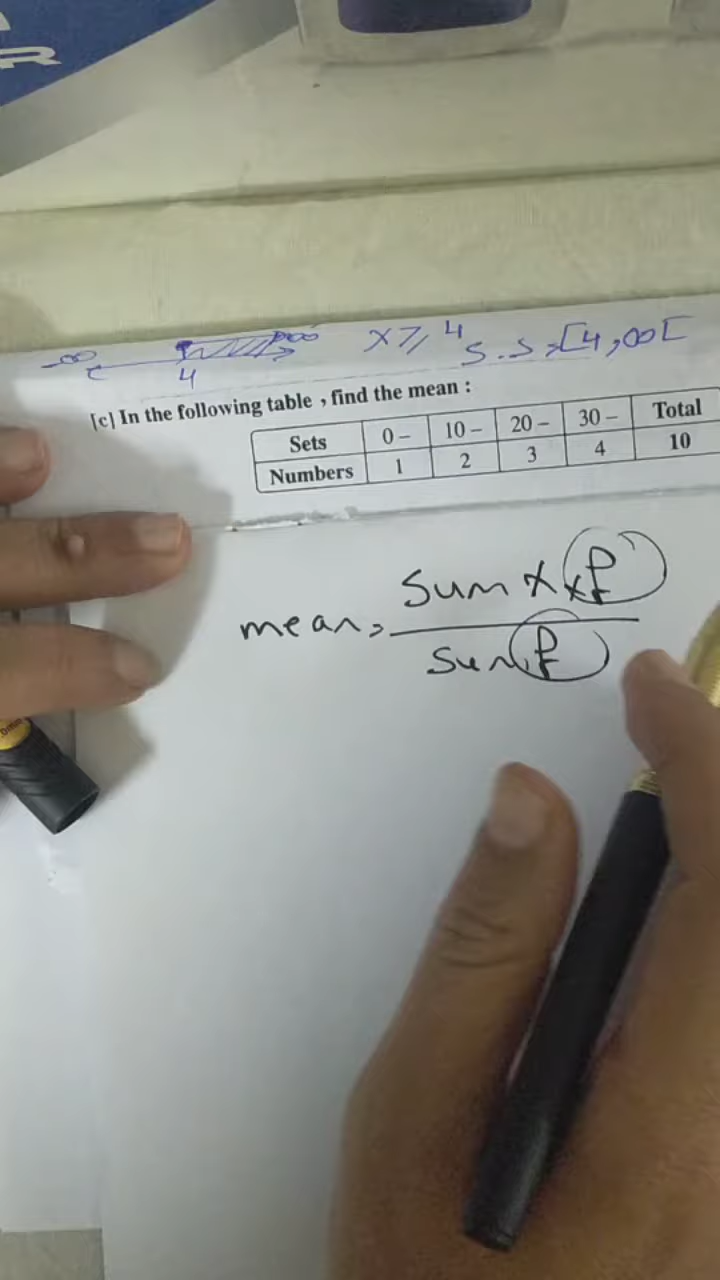 -∞ 4 ∞ x ≥ 4 S.S = [4, ∞[
[c] In the following table , find the mean :
Sets 0 – 10 – 20 – 30 – Total
Numbers 1 2 3 4 10
mean = sum x × f
sum f